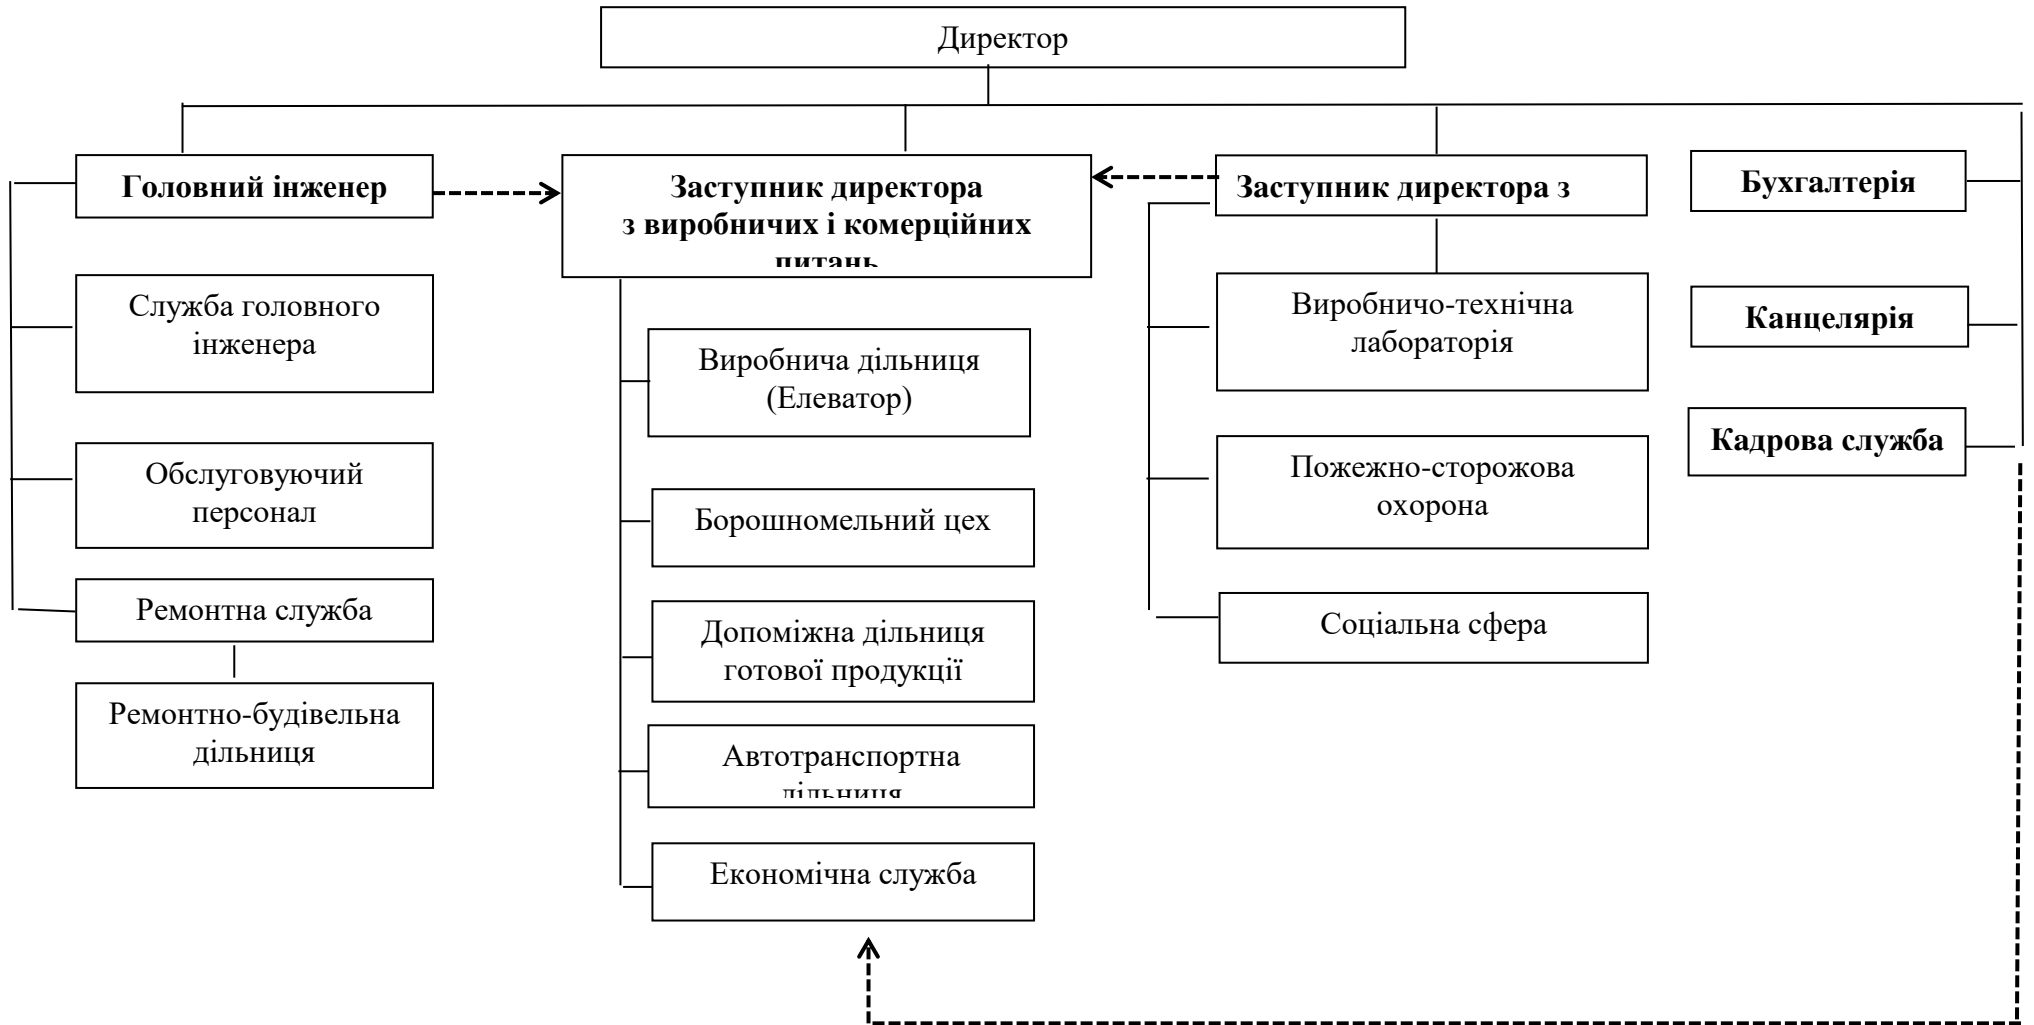 Директор
Головний інженер
Служба головного
інженера
Обслуговуючий
персонал
Ремонтна служба
Ремонтно-будівельна
дільниця
Заступник директора
з виробничих і комерційних
питань
Виробнича дільниця
(Елеватор)
Борошномельний цех
Допоміжна дільниця
готової продукції
Автотранспортна
дільниця
Економічна служба
Заступник директора з
Виробничо-технічна
лабораторія
Пожежно-сторожова
охорона
Соціальна сфера
Бухгалтерія
Канцелярія
Кадрова служба